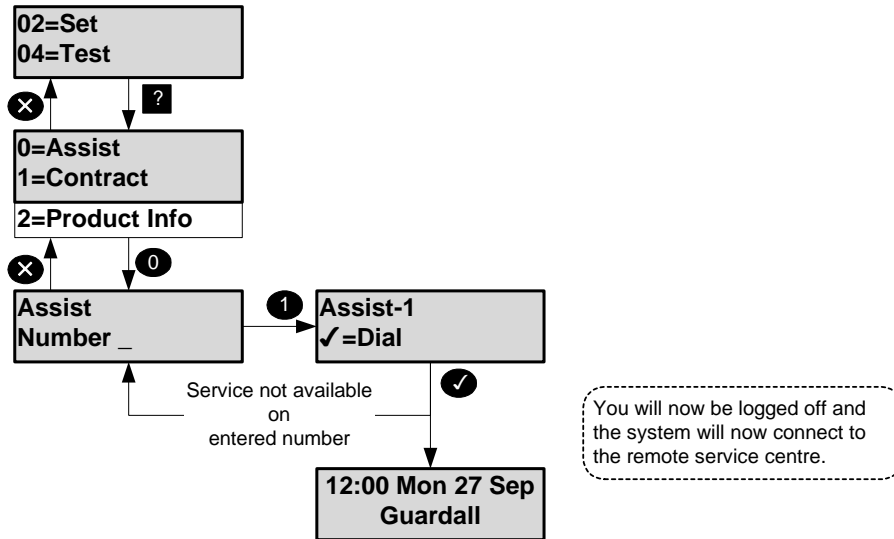 02=Set
04=Test
?
0=Assist
1=Contract
2=Product Info
0
Assist
Number _
1
Assist-1
✓=Dial
Service not available
on
entered number
You will now be logged off and
the system will now connect to
the remote service centre.
12:00 Mon 27 Sep
Guardall